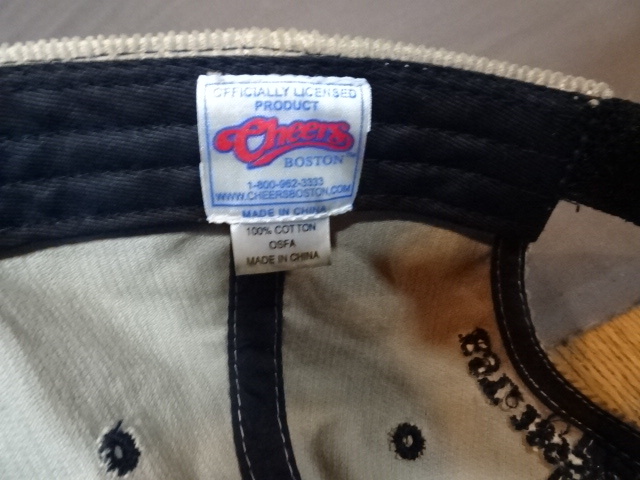 OFFICIALLY LICENSED
PRODUCT
Cheers
BOSTON™
1-800-962-3333
WWW.CHEERSBOSTON.COM
MADE IN CHINA
100% COTTON
OSFA
MADE IN CHINA